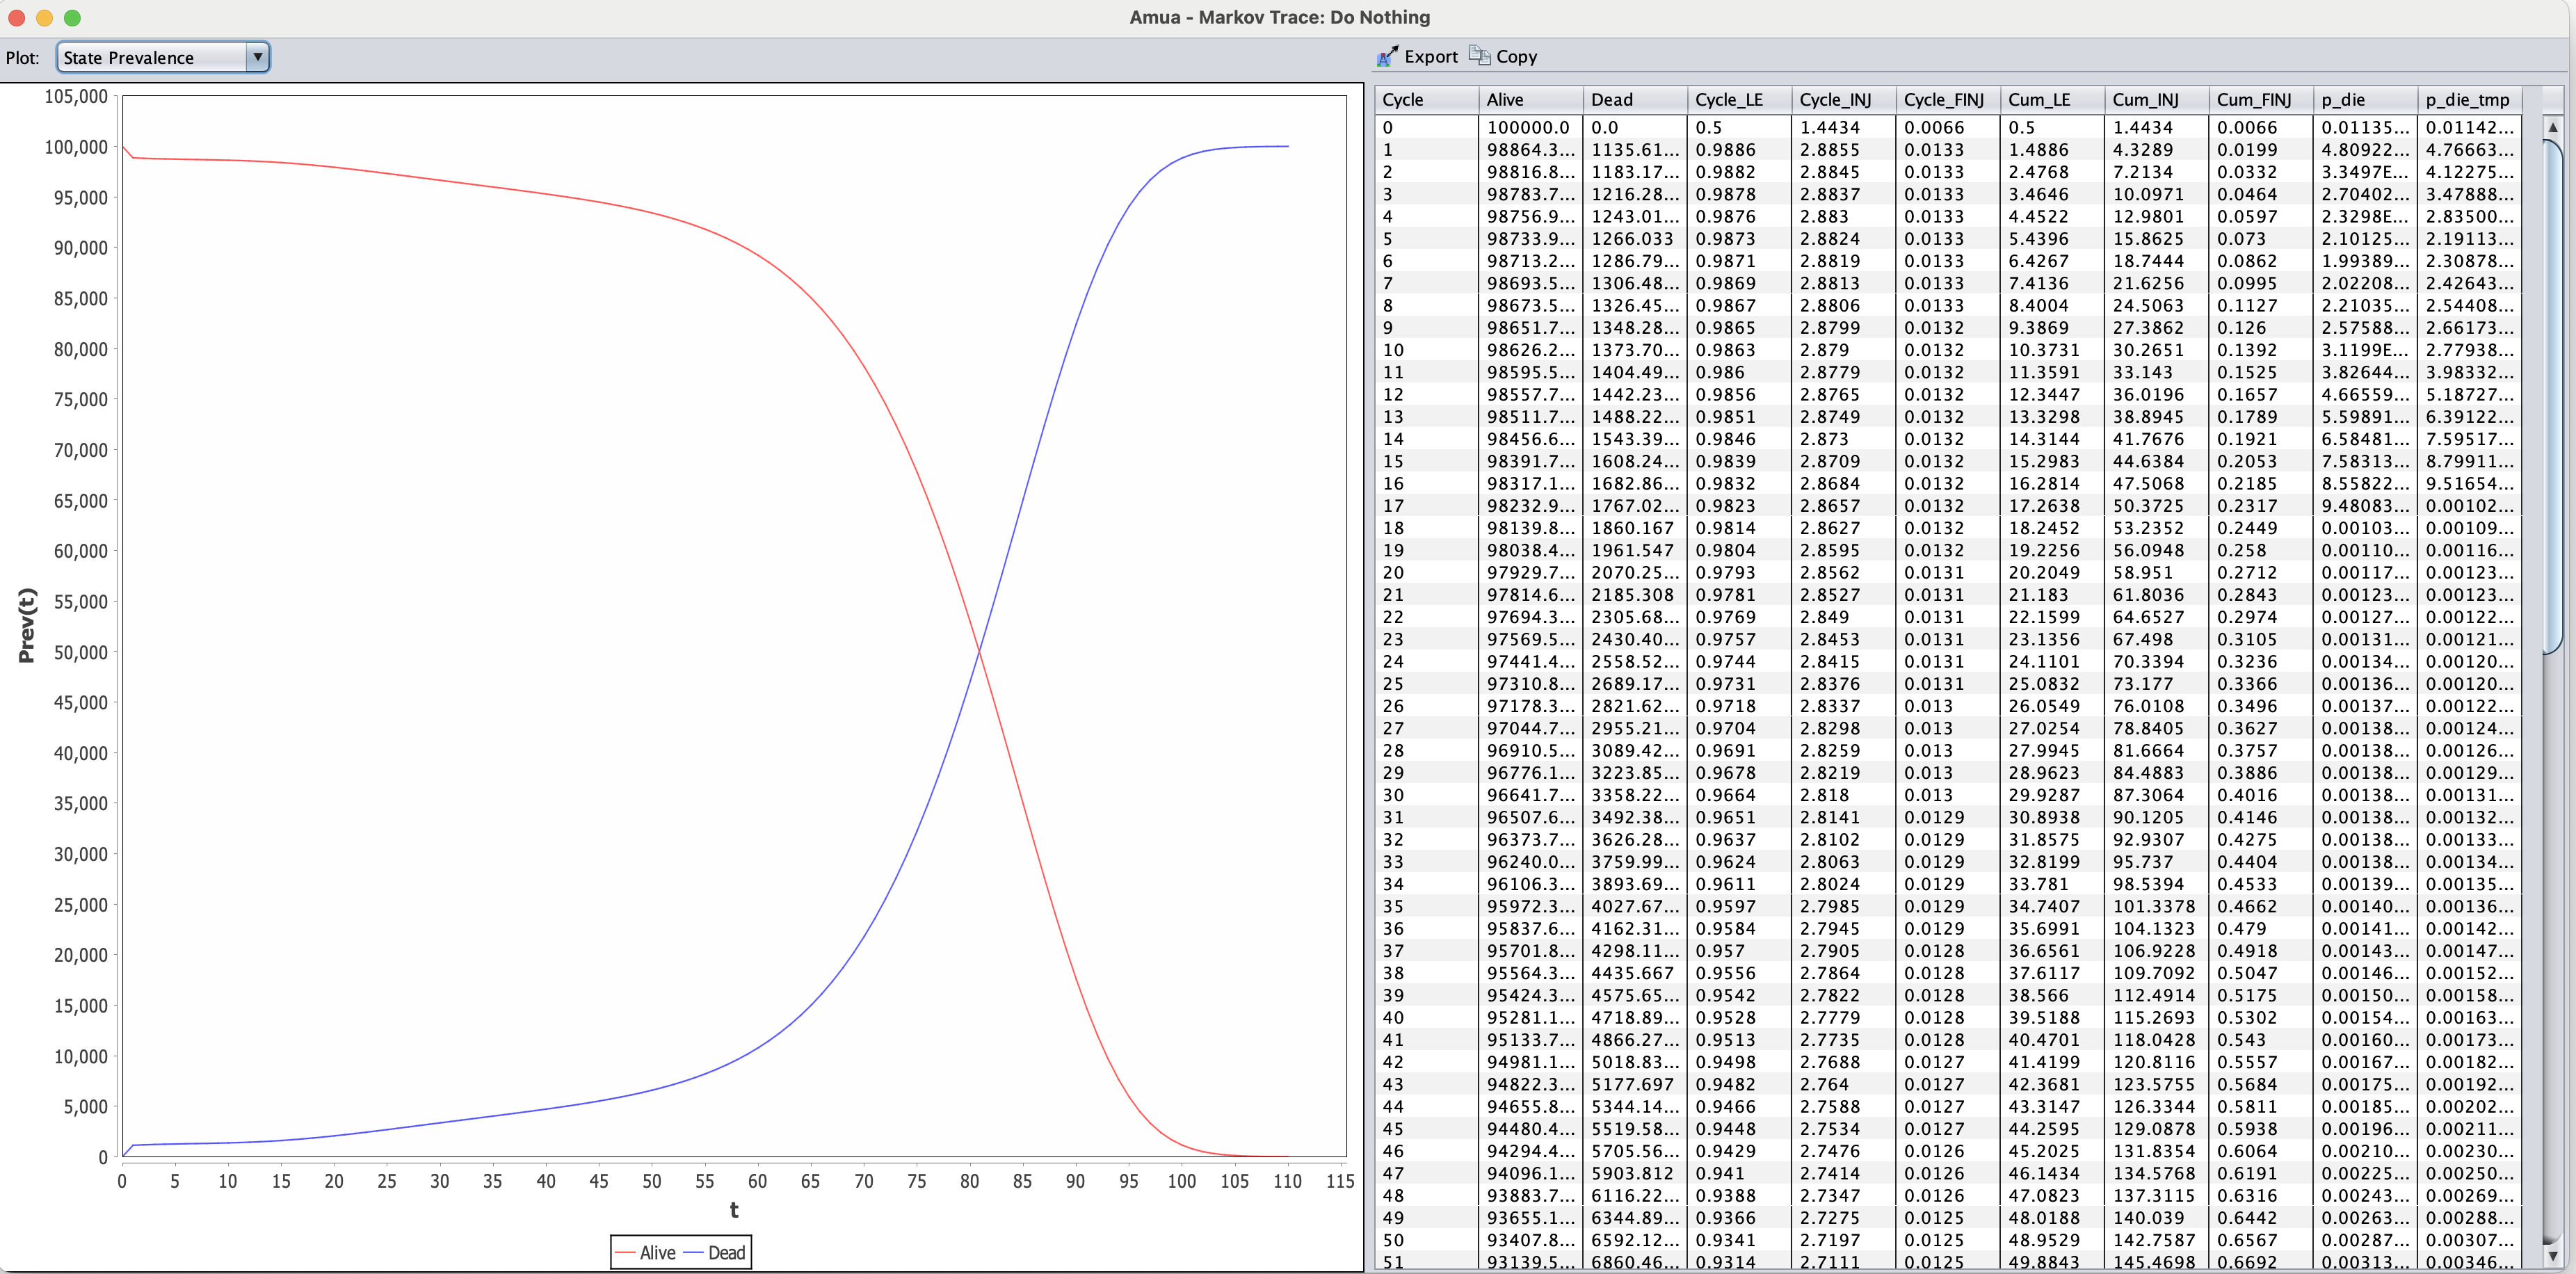 Amua - Markov Trace: Do Nothing
Plot: State Prevalence
Export Copy
105,000
100,000
95,000
90,000
85,000
80,000
75,000
70,000
65,000
60,000
55,000
50,000
45,000
40,000
35,000
30,000
25,000
20,000
15,000
10,000
5,000
0
Prev(t)
0 5 10 15 20 25 30 35 40 45 50 55 60 65 70 75 80 85 90 95 100 105 110 115
t
Alive Dead
Cycle Alive Dead Cycle_LE Cycle_INJ Cycle_FINJ Cum_LE Cum_INJ Cum_FINJ p_die p_die_tmp
0 100000.0 0.0 0.5 1.4434 0.0066 0.5 1.4434 0.0066 0.01135... 0.01142...
1 98864.3... 1135.61... 0.9886 2.8855 0.0133 1.4886 4.3289 0.0199 4.80922... 4.76663...
2 98816.8... 1183.17... 0.9882 2.8845 0.0133 2.4768 7.2134 0.0332 3.3497E... 4.12275...
3 98783.7... 1216.28... 0.9878 2.8837 0.0133 3.4646 10.0971 0.0464 2.70402... 3.47888...
4 98756.9... 1243.01... 0.9876 2.883 0.0133 4.4522 12.9801 0.0597 2.3298E... 2.83500...
5 98733.9... 1266.033 0.9873 2.8824 0.0133 5.4396 15.8625 0.073 2.10125... 2.19113...
6 98713.2... 1286.79... 0.9871 2.8819 0.0133 6.4267 18.7444 0.0862 1.99389... 2.30878...
7 98693.5... 1306.48... 0.9869 2.8813 0.0133 7.4136 21.6256 0.0995 2.02208... 2.42643...
8 98673.5... 1326.45... 0.9867 2.8806 0.0133 8.4004 24.5063 0.1127 2.21035... 2.54408...
9 98651.7... 1348.28... 0.9865 2.8799 0.0132 9.3869 27.3862 0.126 2.57588... 2.66173...
10 98626.2... 1373.70... 0.9863 2.879 0.0132 10.3731 30.2651 0.1392 3.1199E... 2.77938...
11 98595.5... 1404.49... 0.986 2.8779 0.0132 11.3591 33.143 0.1525 3.82644... 3.98332...
12 98557.7... 1442.23... 0.9856 2.8765 0.0132 12.3447 36.0196 0.1657 4.66559... 5.18727...
13 98511.7... 1488.22... 0.9851 2.8749 0.0132 13.3298 38.8945 0.1789 5.59891... 6.39122...
14 98456.6... 1543.39... 0.9846 2.873 0.0132 14.3144 41.7676 0.1921 6.58481... 7.59517...
15 98391.7... 1608.24... 0.9839 2.8709 0.0132 15.2983 44.6384 0.2053 7.58313... 8.79911...
16 98317.1... 1682.86... 0.9832 2.8684 0.0132 16.2814 47.5068 0.2185 8.55822... 9.51654...
17 98232.9... 1767.02... 0.9823 2.8657 0.0132 17.2638 50.3725 0.2317 9.48083... 0.00102...
18 98139.8... 1860.167 0.9814 2.8627 0.0132 18.2452 53.2352 0.2449 0.00103... 0.00109...
19 98038.4... 1961.547 0.9804 2.8595 0.0132 19.2256 56.0948 0.258 0.00110... 0.00116...
20 97929.7... 2070.25... 0.9793 2.8562 0.0131 20.2049 58.951 0.2712 0.00117... 0.00123...
21 97814.6... 2185.308 0.9781 2.8527 0.0131 21.183 61.8036 0.2843 0.00123... 0.00123...
22 97694.3... 2305.68... 0.9769 2.849 0.0131 22.1599 64.6527 0.2974 0.00127... 0.00122...
23 97569.5... 2430.40... 0.9757 2.8453 0.0131 23.1356 67.498 0.3105 0.00131... 0.00121...
24 97441.4... 2558.52... 0.9744 2.8415 0.0131 24.1101 70.3394 0.3236 0.00134... 0.00120...
25 97310.8... 2689.17... 0.9731 2.8376 0.0131 25.0832 73.177 0.3366 0.00136... 0.00120...
26 97178.3... 2821.62... 0.9718 2.8337 0.013 26.0549 76.0108 0.3496 0.00137... 0.00122...
27 97044.7... 2955.21... 0.9704 2.8298 0.013 27.0254 78.8405 0.3627 0.00138... 0.00124...
28 96910.5... 3089.42... 0.9691 2.8259 0.013 27.9945 81.6664 0.3757 0.00138... 0.00126...
29 96776.1... 3223.85... 0.9678 2.8219 0.013 28.9623 84.4883 0.3886 0.00138... 0.00129...
30 96641.7... 3358.22... 0.9664 2.818 0.013 29.9287 87.3064 0.4016 0.00138... 0.00131...
31 96507.6... 3492.38... 0.9651 2.8141 0.0129 30.8938 90.1205 0.4146 0.00138... 0.00132...
32 96373.7... 3626.28... 0.9637 2.8102 0.0129 31.8575 92.9307 0.4275 0.00138... 0.00133...
33 96240.0... 3759.99... 0.9624 2.8063 0.0129 32.8199 95.737 0.4404 0.00138... 0.00134...
34 96106.3... 3893.69... 0.9611 2.8024 0.0129 33.781 98.5394 0.4533 0.00139... 0.00135...
35 95972.3... 4027.67... 0.9597 2.7985 0.0129 34.7407 101.3378 0.4662 0.00140... 0.00136...
36 95837.6... 4162.31... 0.9584 2.7945 0.0129 35.6991 104.1323 0.479 0.00141... 0.00142...
37 95701.8... 4298.11... 0.957 2.7905 0.0128 36.6561 106.9228 0.4918 0.00143... 0.00147...
38 95564.3... 4435.667 0.9556 2.7864 0.0128 37.6117 109.7092 0.5047 0.00146... 0.00152...
39 95424.3... 4575.65... 0.9542 2.7822 0.0128 38.566 112.4914 0.5175 0.00150... 0.00158...
40 95281.1... 4718.89... 0.9528 2.7779 0.0128 39.5188 115.2693 0.5302 0.00154... 0.00163...
41 95133.7... 4866.27... 0.9513 2.7735 0.0128 40.4701 118.0428 0.543 0.00160... 0.00173...
42 94981.1... 5018.83... 0.9498 2.7688 0.0127 41.4199 120.8116 0.5557 0.00167... 0.00182...
43 94822.3... 5177.697 0.9482 2.764 0.0127 42.3681 123.5755 0.5684 0.00175... 0.00192...
44 94655.8... 5344.14... 0.9466 2.7588 0.0127 43.3147 126.3344 0.5811 0.00185... 0.00202...
45 94480.4... 5519.58... 0.9448 2.7534 0.0127 44.2595 129.0878 0.5938 0.00196... 0.00211...
46 94294.4... 5705.56... 0.9429 2.7476 0.0126 45.2025 131.8354 0.6064 0.00210... 0.00230...
47 94096.1... 5903.812 0.941 2.7414 0.0126 46.1434 134.5768 0.6191 0.00225... 0.00250...
48 93883.7... 6116.22... 0.9388 2.7347 0.0126 47.0823 137.3115 0.6316 0.00243... 0.00269...
49 93655.1... 6344.89... 0.9366 2.7275 0.0125 48.0188 140.039 0.6442 0.00263... 0.00288...
50 93407.8... 6592.12... 0.9341 2.7197 0.0125 48.9529 142.7587 0.6567 0.00287... 0.00307...
51 93139.5... 6860.46... 0.9314 2.7111 0.0125 49.8843 145.4698 0.6692 0.00313... 0.00346...